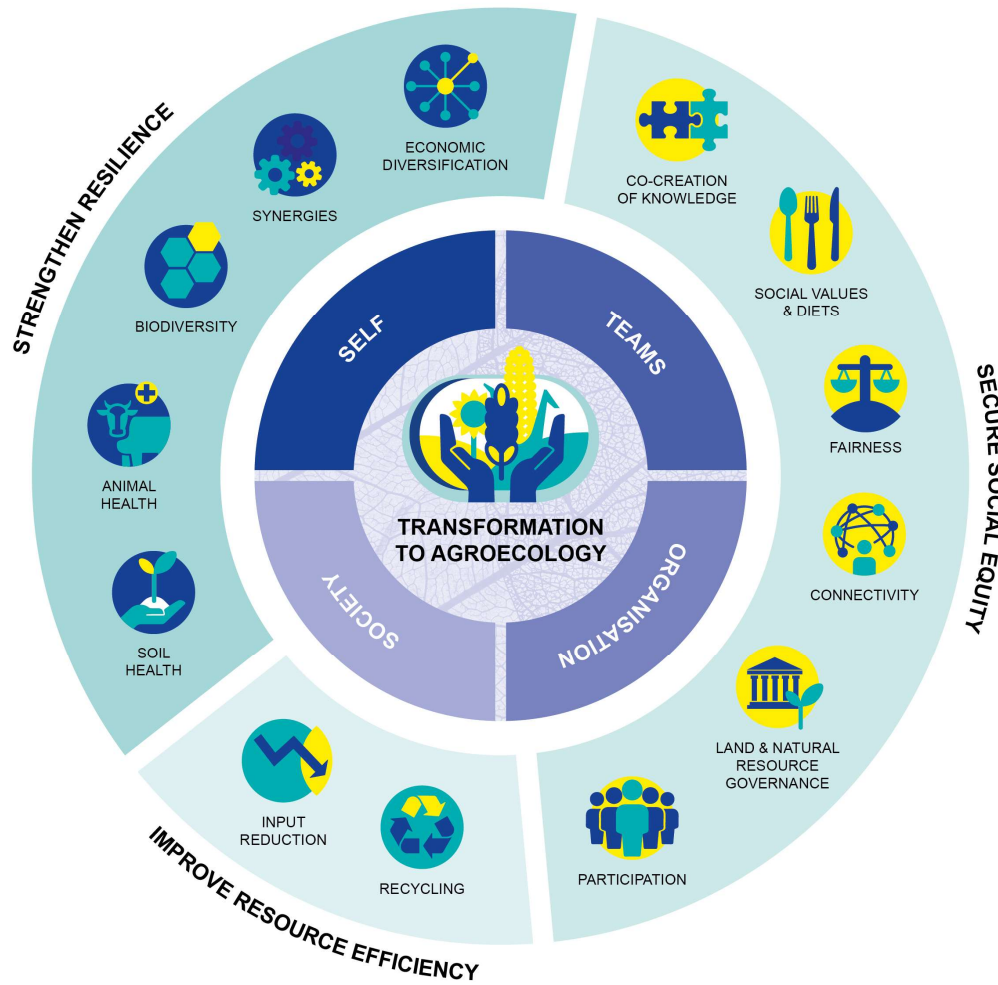 STRENGTHEN RESILIENCE
ECONOMIC
DIVERSIFICATION
SYNERGIES
BIODIVERSITY
ANIMAL
HEALTH
SOIL
HEALTH
CO-CREATION
OF KNOWLEDGE
SOCIAL VALUES
& DIETS
FAIRNESS
CONNECTIVITY
LAND & NATURAL
RESOURCE
GOVERNANCE
PARTICIPATION
SECURE SOCIAL EQUITY
INPUT
REDUCTION
RECYCLING
IMPROVE RESOURCE EFFICIENCY
SELF
TEAMS
ORGANISATION
SOCIETY
TRANSFORMATION
TO AGROECOLOGY